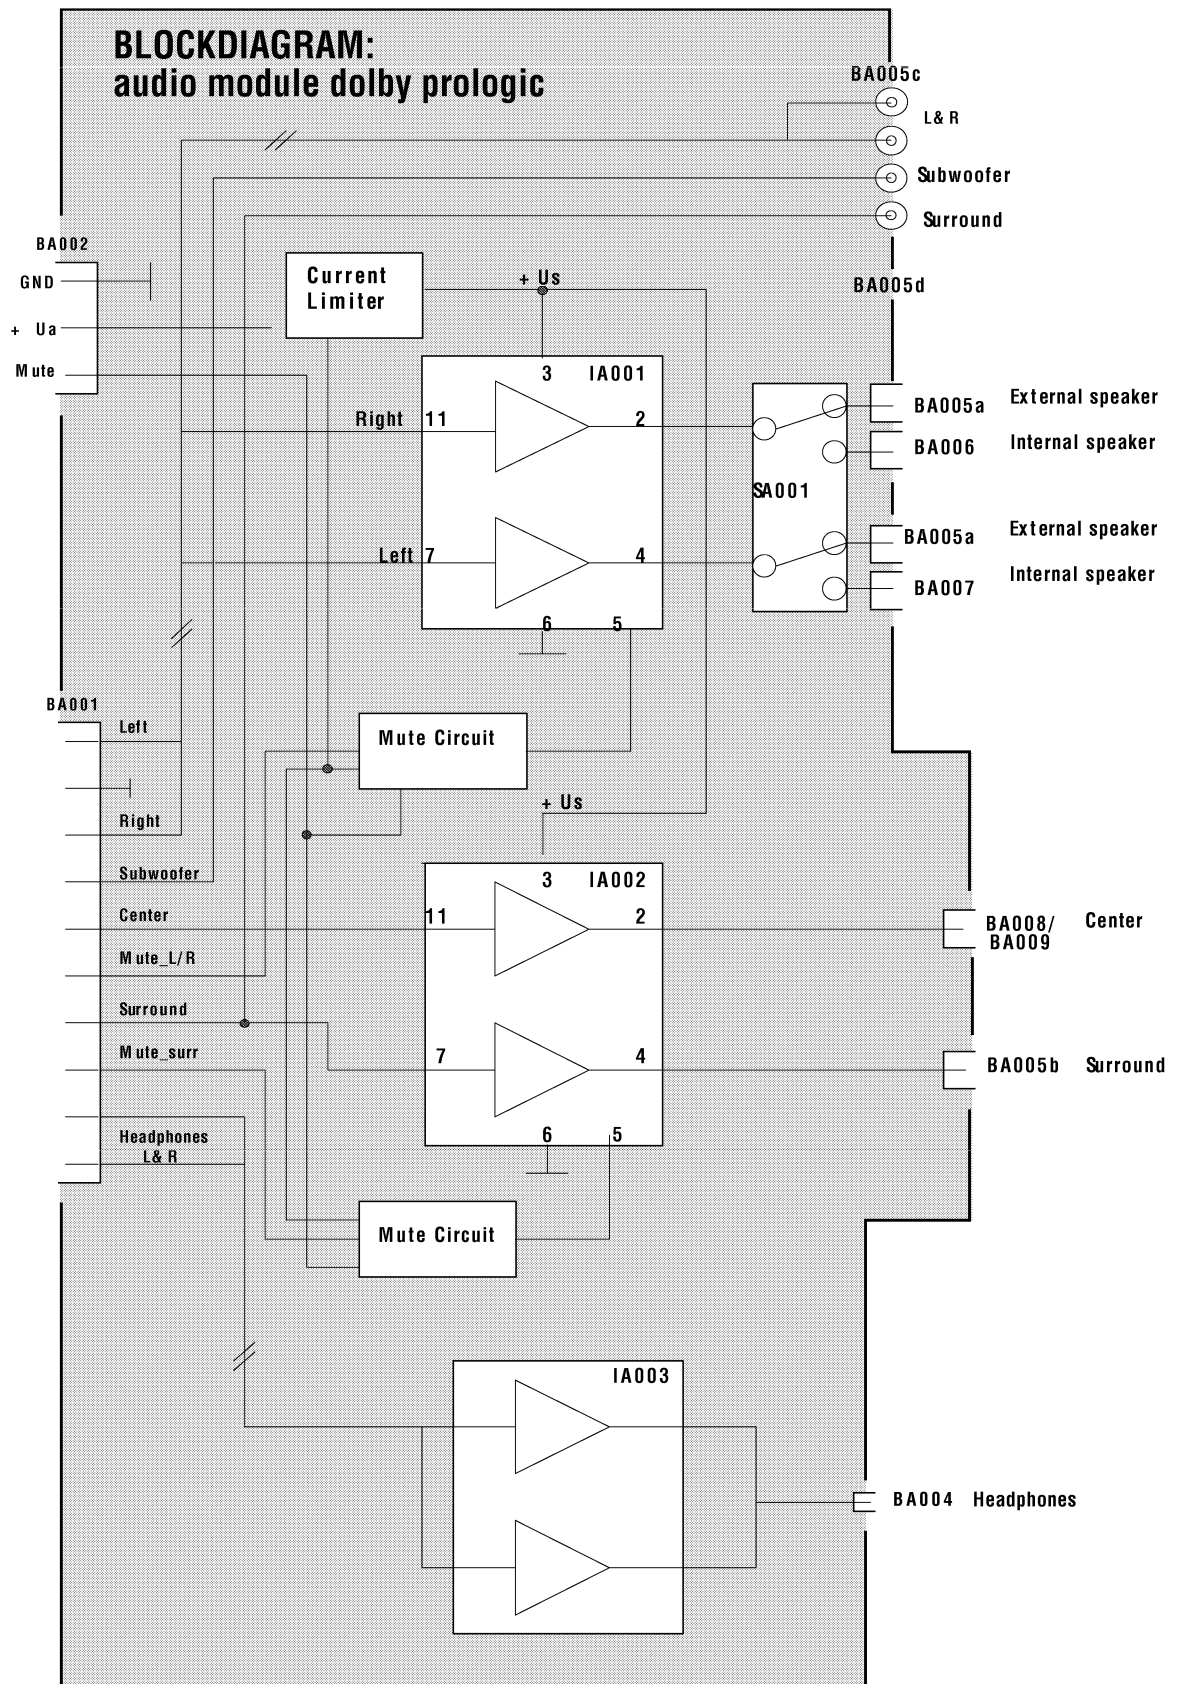 BLOCKDIAGRAM:
audio module dolby prologic
BA005c
L& R
Subwoofer
Surround
BA002
GND
+ Ua
Mute
Current
Limiter
+ Us
BA005d
3 IA001
Right 11 2
BA005a External speaker
BA006 Internal speaker
SA001
Left 7 4
BA005a External speaker
BA007 Internal speaker
6 5
BA001
Left
Mute Circuit
+ Us
Right
Subwoofer
3 IA002
Center
11 2
BA008/
BA009
Center
Mute_L/R
Surround
Mute_surr
7 4
BA005b Surround
Headphones
L& R
6 5
Mute Circuit
IA003
BA004 Headphones